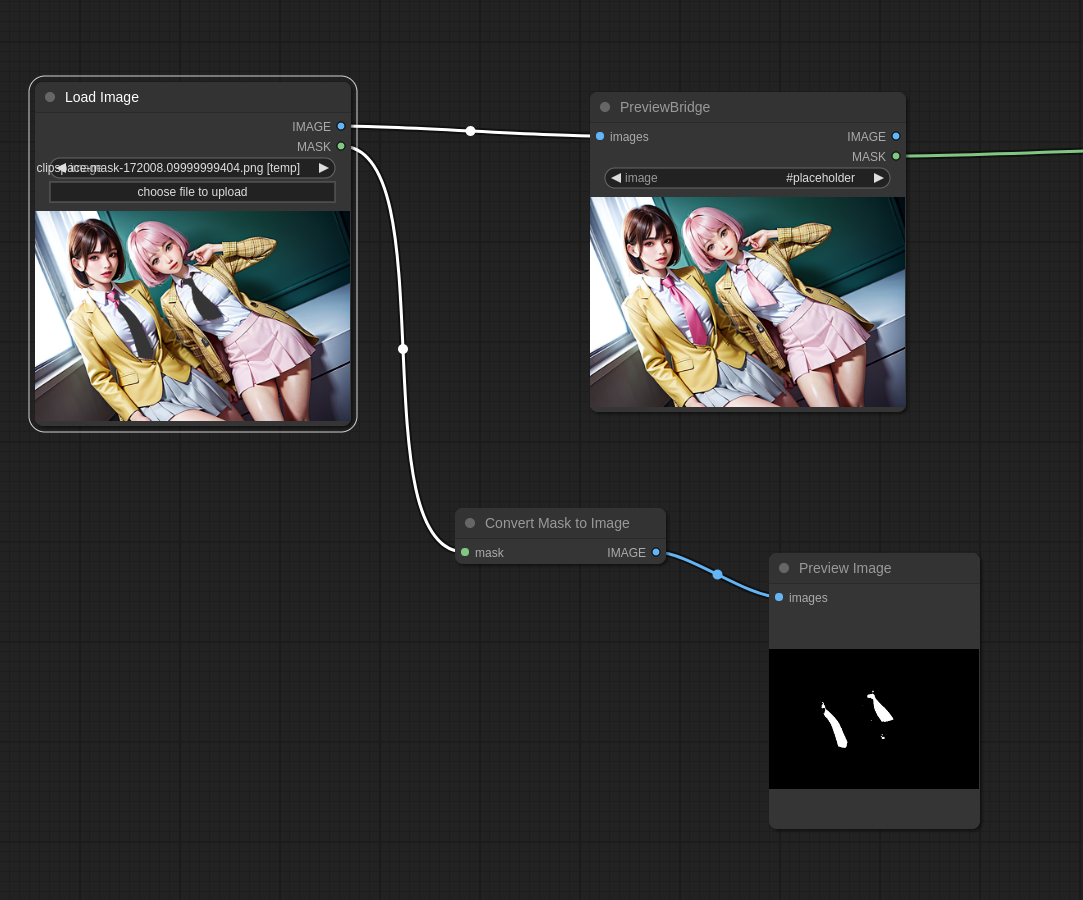 Load Image
IMAGE
MASK
clipspace-mask-172008.09999999404.png [temp]
choose file to upload
PreviewBridge
images IMAGE
MASK
image #placeholder
Convert Mask to Image
mask IMAGE
Preview Image
images